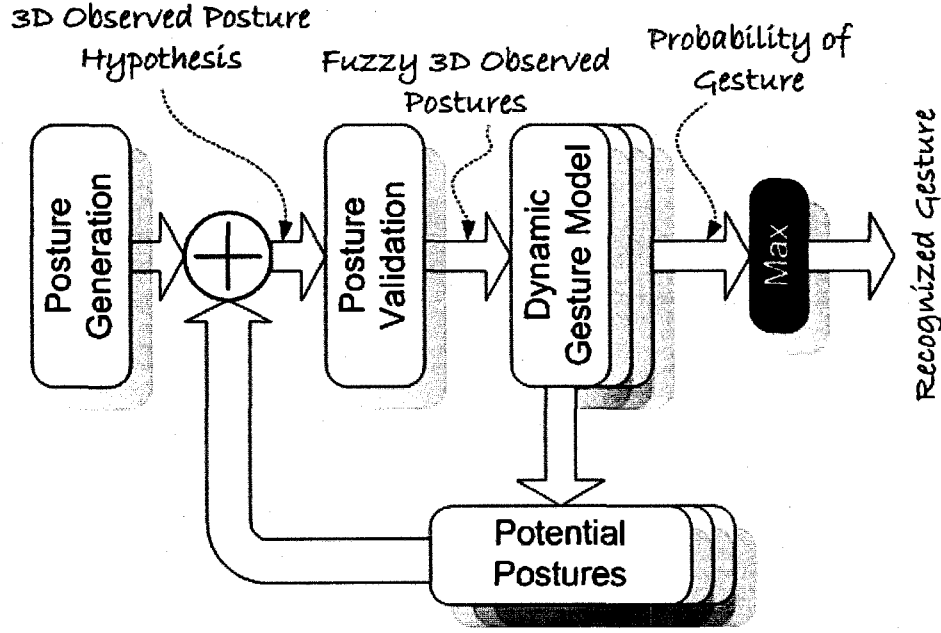 3D Observed Posture
Hypothesis
Fuzzy 3D Observed
Postures
Probability of
Gesture
Posture
Generation
Posture
Validation
Dynamic
Gesture Model
Max
Recognized Gesture
Potential
Postures